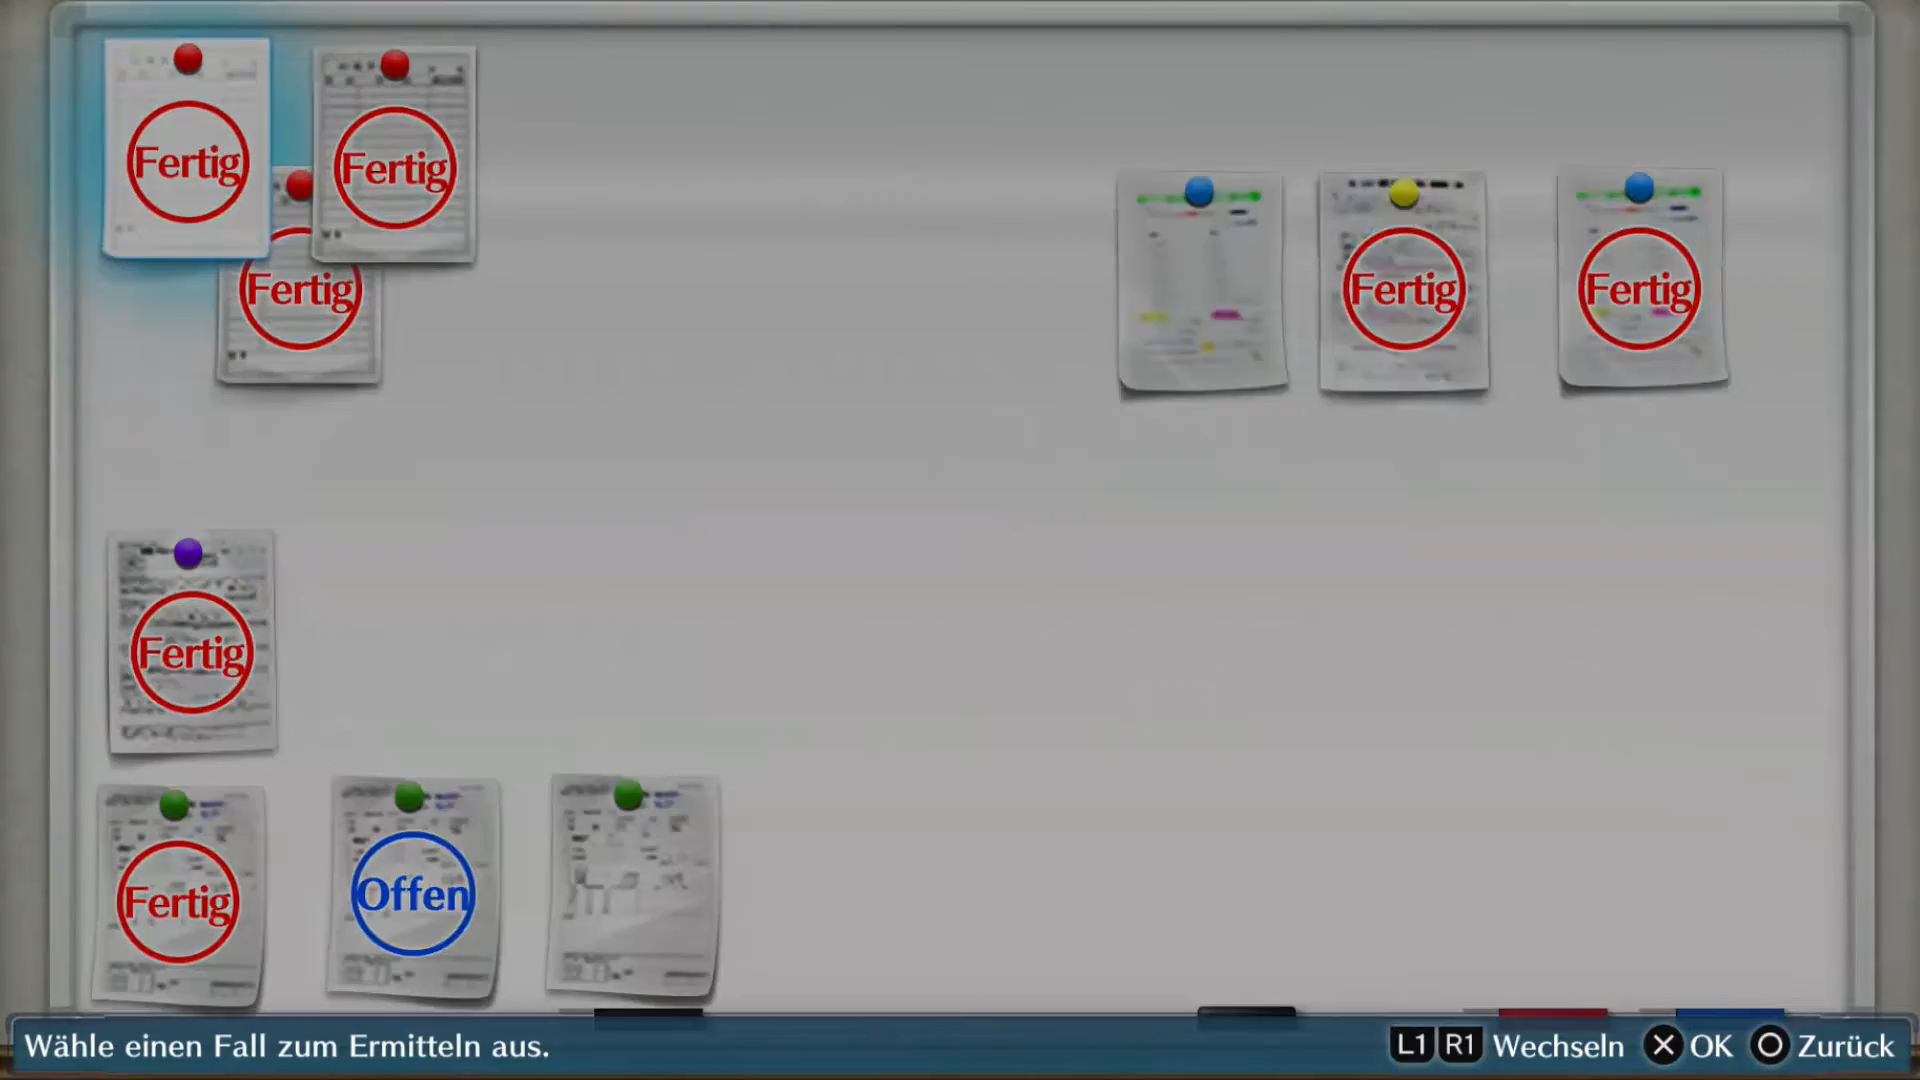 Fertig
Fertig
Fertig
Fertig
Fertig
Fertig
Fertig
Offen
Wähle einen Fall zum Ermitteln aus.
L1 R1 Wechseln OK Zurück